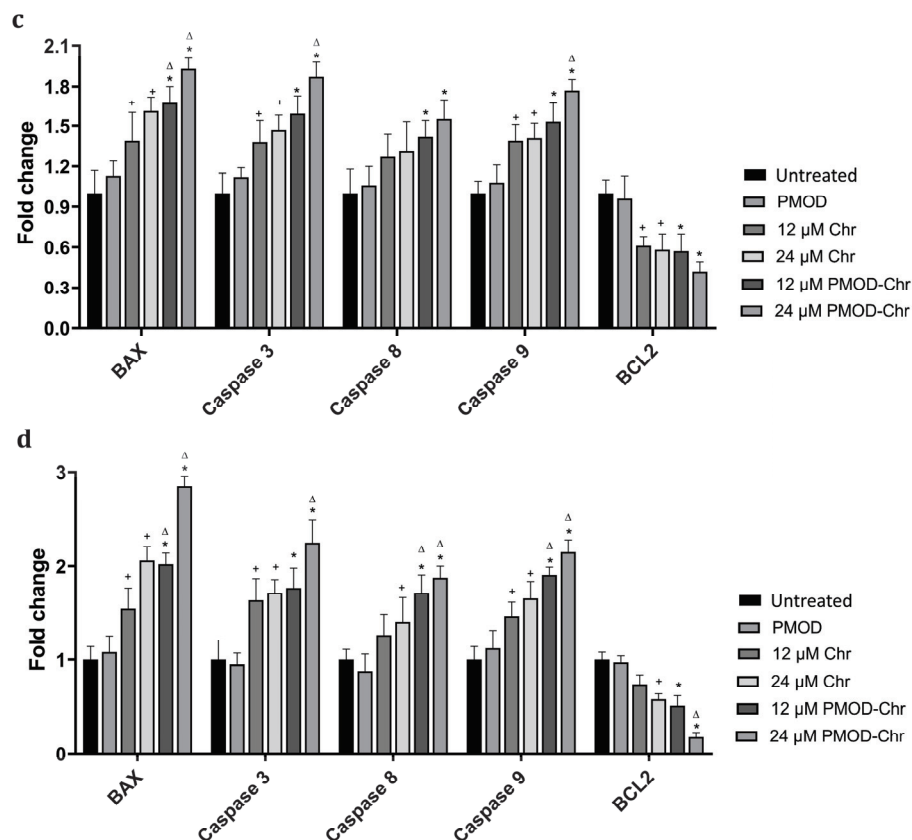 c
Fold change
2.1
1.8
1.5
1.2
0.9
0.6
0.3
0.0
+ + Δ * Δ *
+ + * Δ *
* *
+ + * Δ *
+ + * *
BAX
Caspase 3
Caspase 8
Caspase 9
BCL2
Untreated
PMOD
12 μM Chr
24 μM Chr
12 μM PMOD-Chr
24 μM PMOD-Chr
d
Fold change
3
2
1
0
+ + Δ * Δ *
+ + * Δ *
+ Δ * Δ *
+ + Δ * Δ *
+ * Δ *
BAX
Caspase 3
Caspase 8
Caspase 9
BCL2
Untreated
PMOD
12 μM Chr
24 μM Chr
12 μM PMOD-Chr
24 μM PMOD-Chr